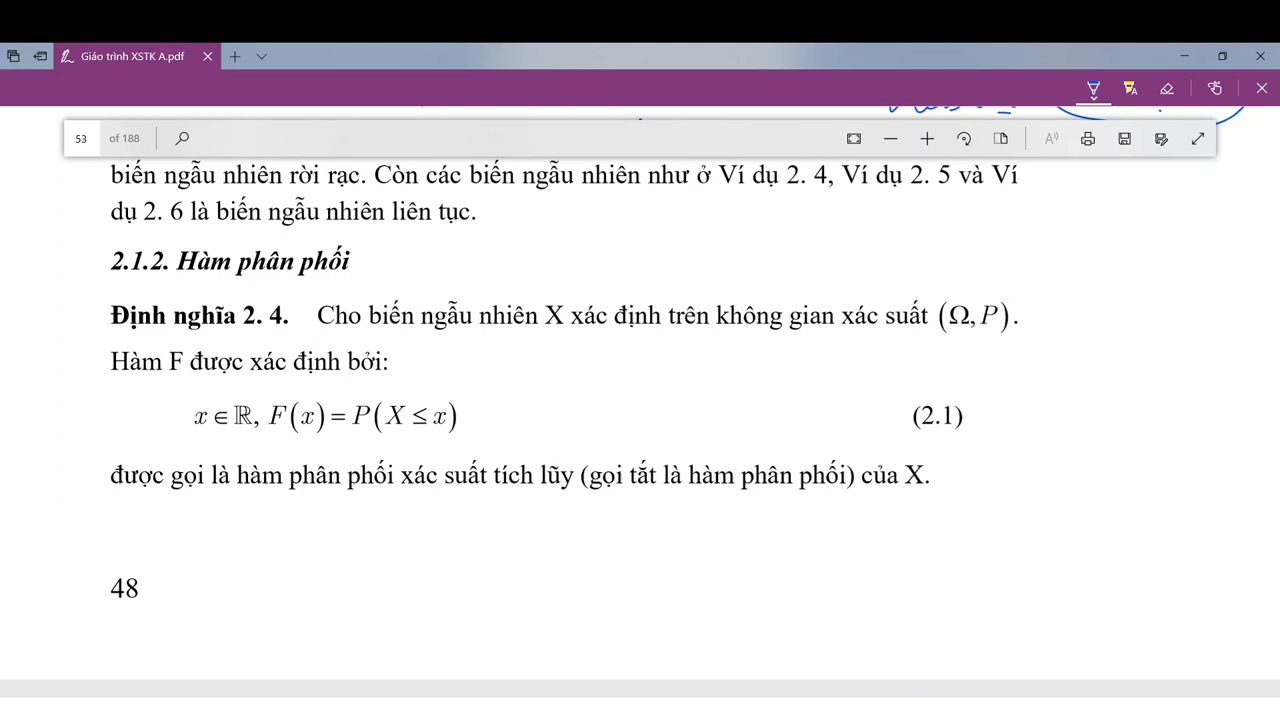 Giáo trình XSTK A.pdf
53 of 188
biến ngẫu nhiên rời rạc. Còn các biến ngẫu nhiên như ở Ví dụ 2. 4, Ví dụ 2. 5 và Ví
dụ 2. 6 là biến ngẫu nhiên liên tục.
2.1.2. Hàm phân phối
Định nghĩa 2. 4. Cho biến ngẫu nhiên X xác định trên không gian xác suất (Ω, P).
Hàm F được xác định bởi:
x ∈ ℝ, F(x) = P(X ≤ x) (2.1)
được gọi là hàm phân phối xác suất tích lũy (gọi tắt là hàm phân phối) của X.
48